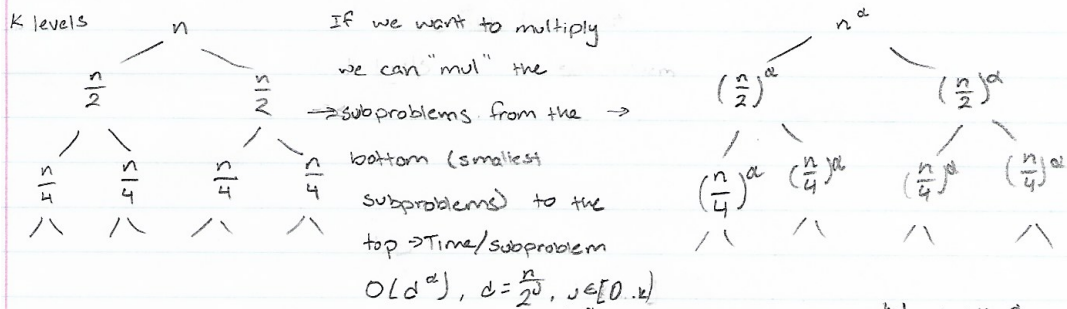 K levels
n
n/2 n/2
n/4 n/4 n/4 n/4
If we want to multiply
we can "mul" the
→ subproblems from the →
bottom (smallest
subproblems) to the
top → Time/subproblem
O(d^α), d = n/2^j, j ∈ [0..k]
n^α
(n/2)^α (n/2)^α
(n/4)^α (n/4)^α (n/4)^α (n/4)^α